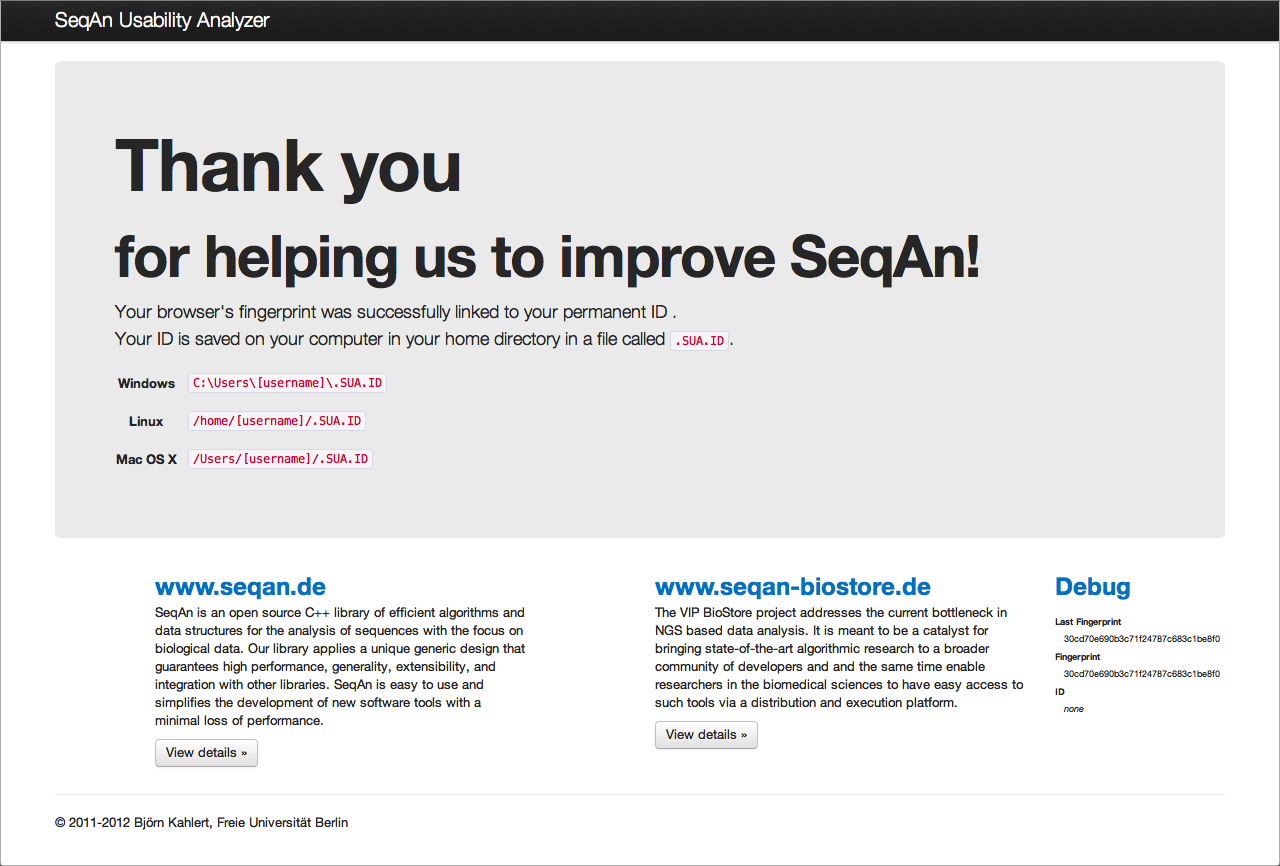 SeqAn Usability Analyzer
Thank you
for helping us to improve SeqAn!
Your browser's fingerprint was successfully linked to your permanent ID .
Your ID is saved on your computer in your home directory in a file called .SUA.ID.
Windows C:\Users\[username]\.SUA.ID
Linux /home/[username]/.SUA.ID
Mac OS X /Users/[username]/.SUA.ID
www.seqan.de
SeqAn is an open source C++ library of efficient algorithms and
data structures for the analysis of sequences with the focus on
biological data. Our library applies a unique generic design that
guarantees high performance, generality, extensibility, and
integration with other libraries. SeqAn is easy to use and
simplifies the development of new software tools with a
minimal loss of performance.
View details »
www.seqan-biostore.de
The VIP BioStore project addresses the current bottleneck in
NGS based data analysis. It is meant to be a catalyst for
bringing state-of-the-art algorithmic research to a broader
community of developers and and the same time enable
researchers in the biomedical sciences to have easy access to
such tools via a distribution and execution platform.
View details »
Debug
Last Fingerprint
30cd70e690b3c71f24787c683c1be8f0
Fingerprint
30cd70e690b3c71f24787c683c1be8f0
ID
none
© 2011-2012 Björn Kahlert, Freie Universität Berlin